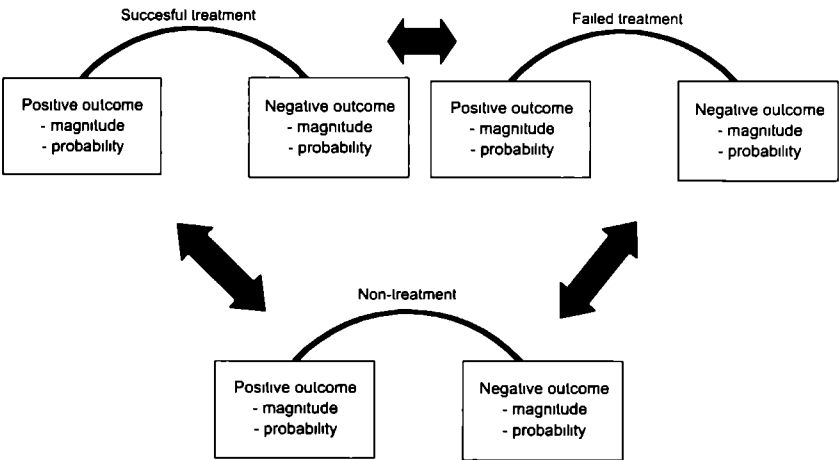 Succesful treatment
Failed treatment
Positive outcome
- magnitude
- probability
Negative outcome
- magnitude
- probability
Positive outcome
- magnitude
- probability
Negative outcome
- magnitude
- probability
Non-treatment
Positive outcome
- magnitude
- probability
Negative outcome
- magnitude
- probability